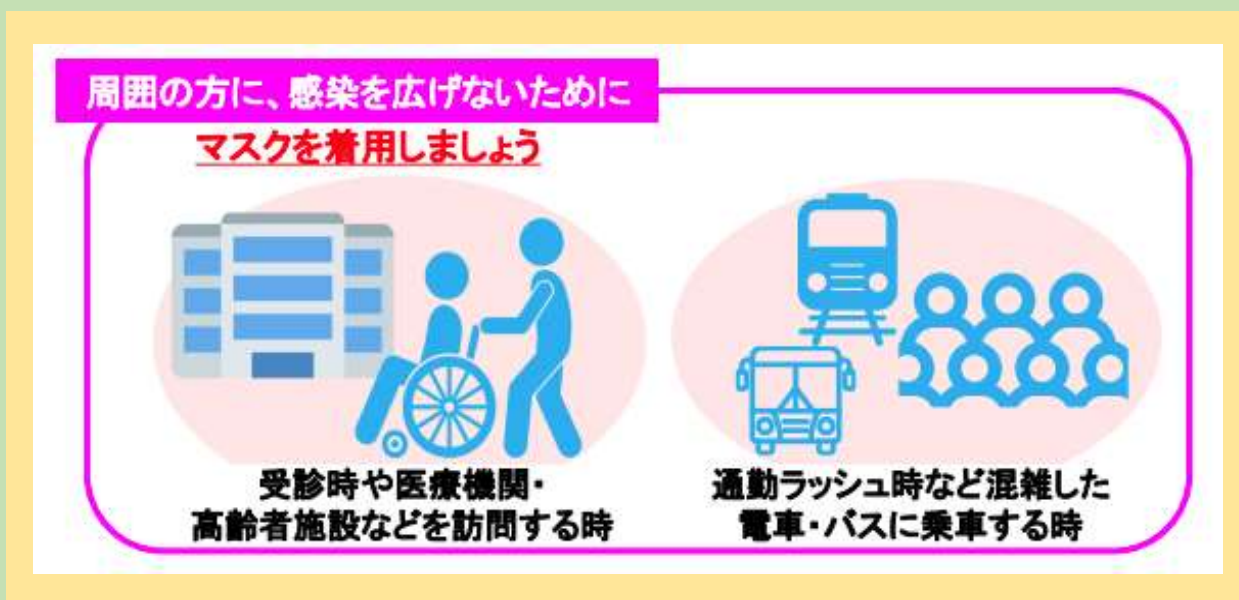 周囲の方に、感染を広げないために
マスクを着用しましょう
受診時や医療機関・
高齢者施設などを訪問する時
通勤ラッシュ時など混雑した
電車・バスに乗車する時